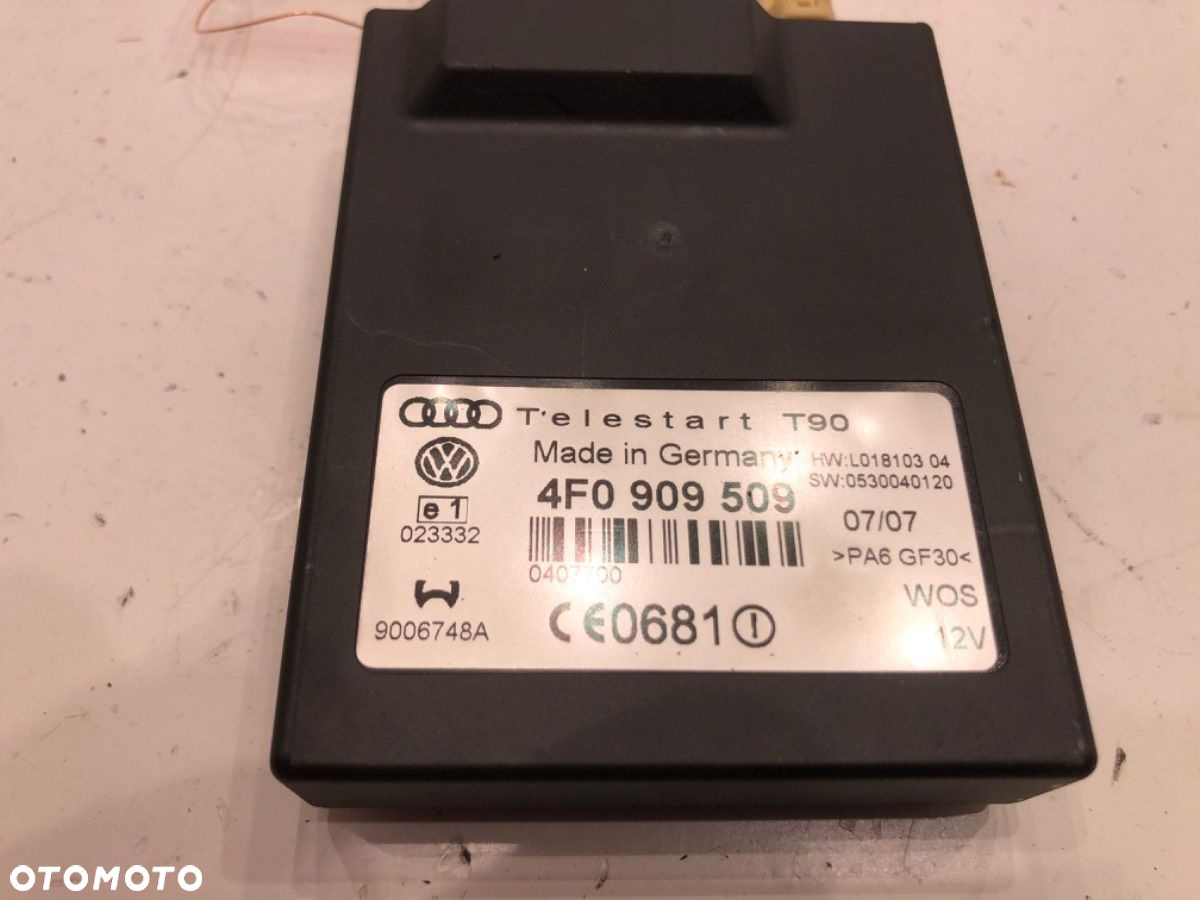 Telestart T90
Made in Germany
HW:L018103 04
SW:0530040120
4F0 909 509
e 1
023332
07/07
0407700
>PA6 GF30<
WOS
9006748A
CE0681
12V
OTOMOTO